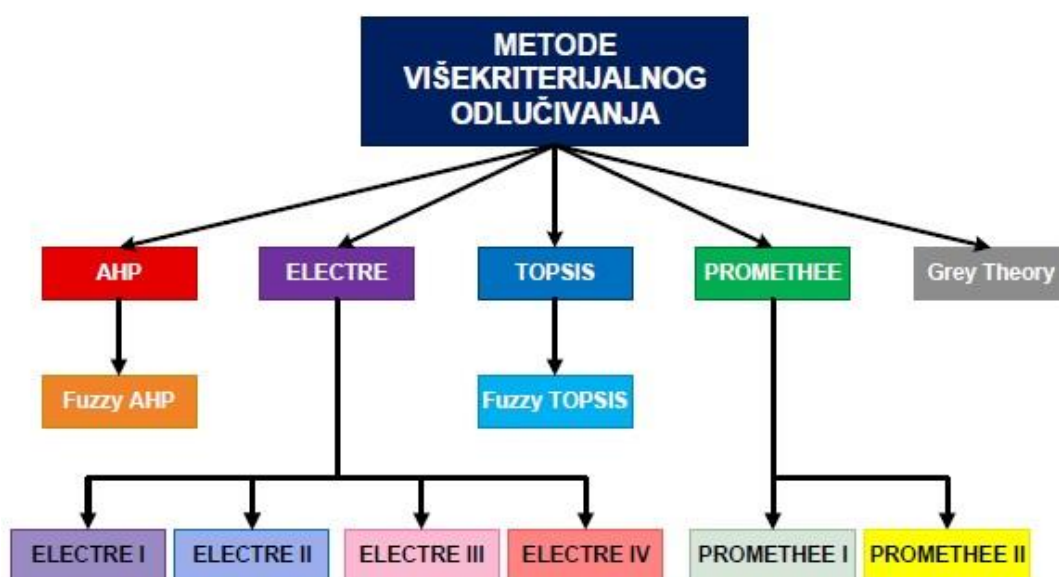 METODE
VIŠEKRITERIJALNOG
ODLUČIVANJA
AHP
ELECTRE
TOPSIS
PROMETHEE
Grey Theory
Fuzzy AHP
Fuzzy TOPSIS
ELECTRE I
ELECTRE II
ELECTRE III
ELECTRE IV
PROMETHEE I
PROMETHEE II